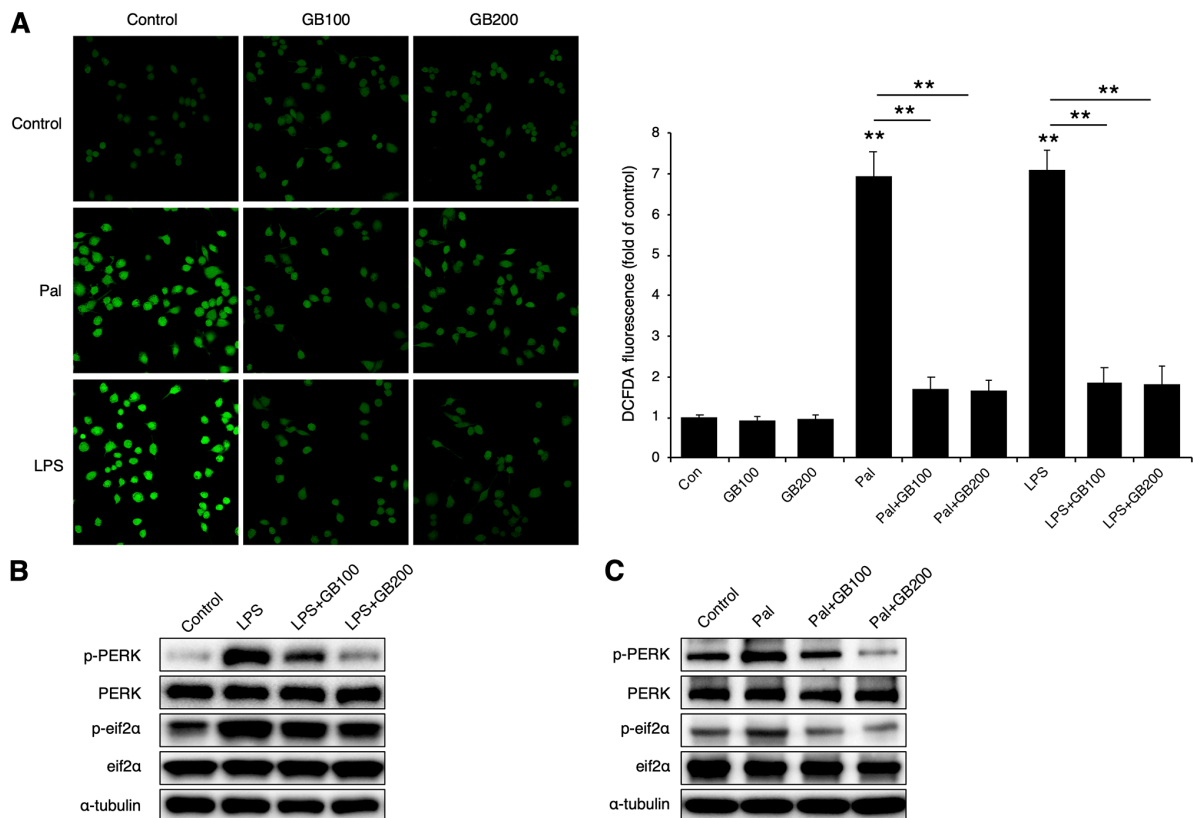 A
Control
GB100
GB200
Control
Pal
LPS
DCFDA fluorescence (fold of control)
8
7
6
5
4
3
2
1
0
**
**
**
**
**
**
Con
GB100
GB200
Pal
Pal+GB100
Pal+GB200
LPS
LPS+GB100
LPS+GB200
B
Control
LPS
LPS+GB100
LPS+GB200
p-PERK
PERK
p-eif2α
eif2α
α-tubulin
C
Control
Pal
Pal+GB100
Pal+GB200
p-PERK
PERK
p-eif2α
eif2α
α-tubulin